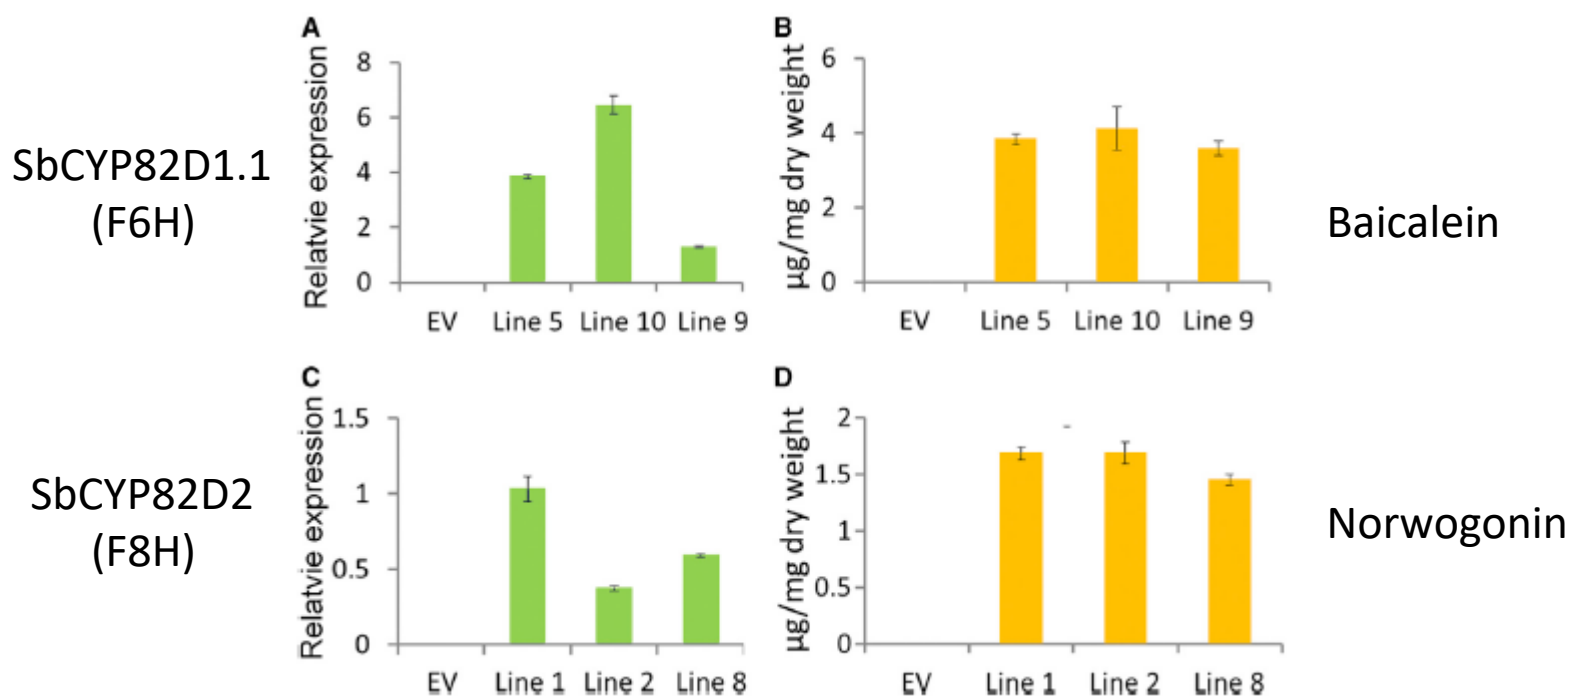 A
B
Relatvie expression
8
6
4
2
0
EV Line 5 Line 10 Line 9
µg/mg dry weight
6
4
2
0
EV Line 5 Line 10 Line 9
SbCYP82D1.1
(F6H)
Baicalein
C
D
Relatvie expression
1.5
1
0.5
0
EV Line 1 Line 2 Line 8
µg/mg dry weight
2
1.5
1
0.5
0
EV Line 1 Line 2 Line 8
SbCYP82D2
(F8H)
Norwogonin